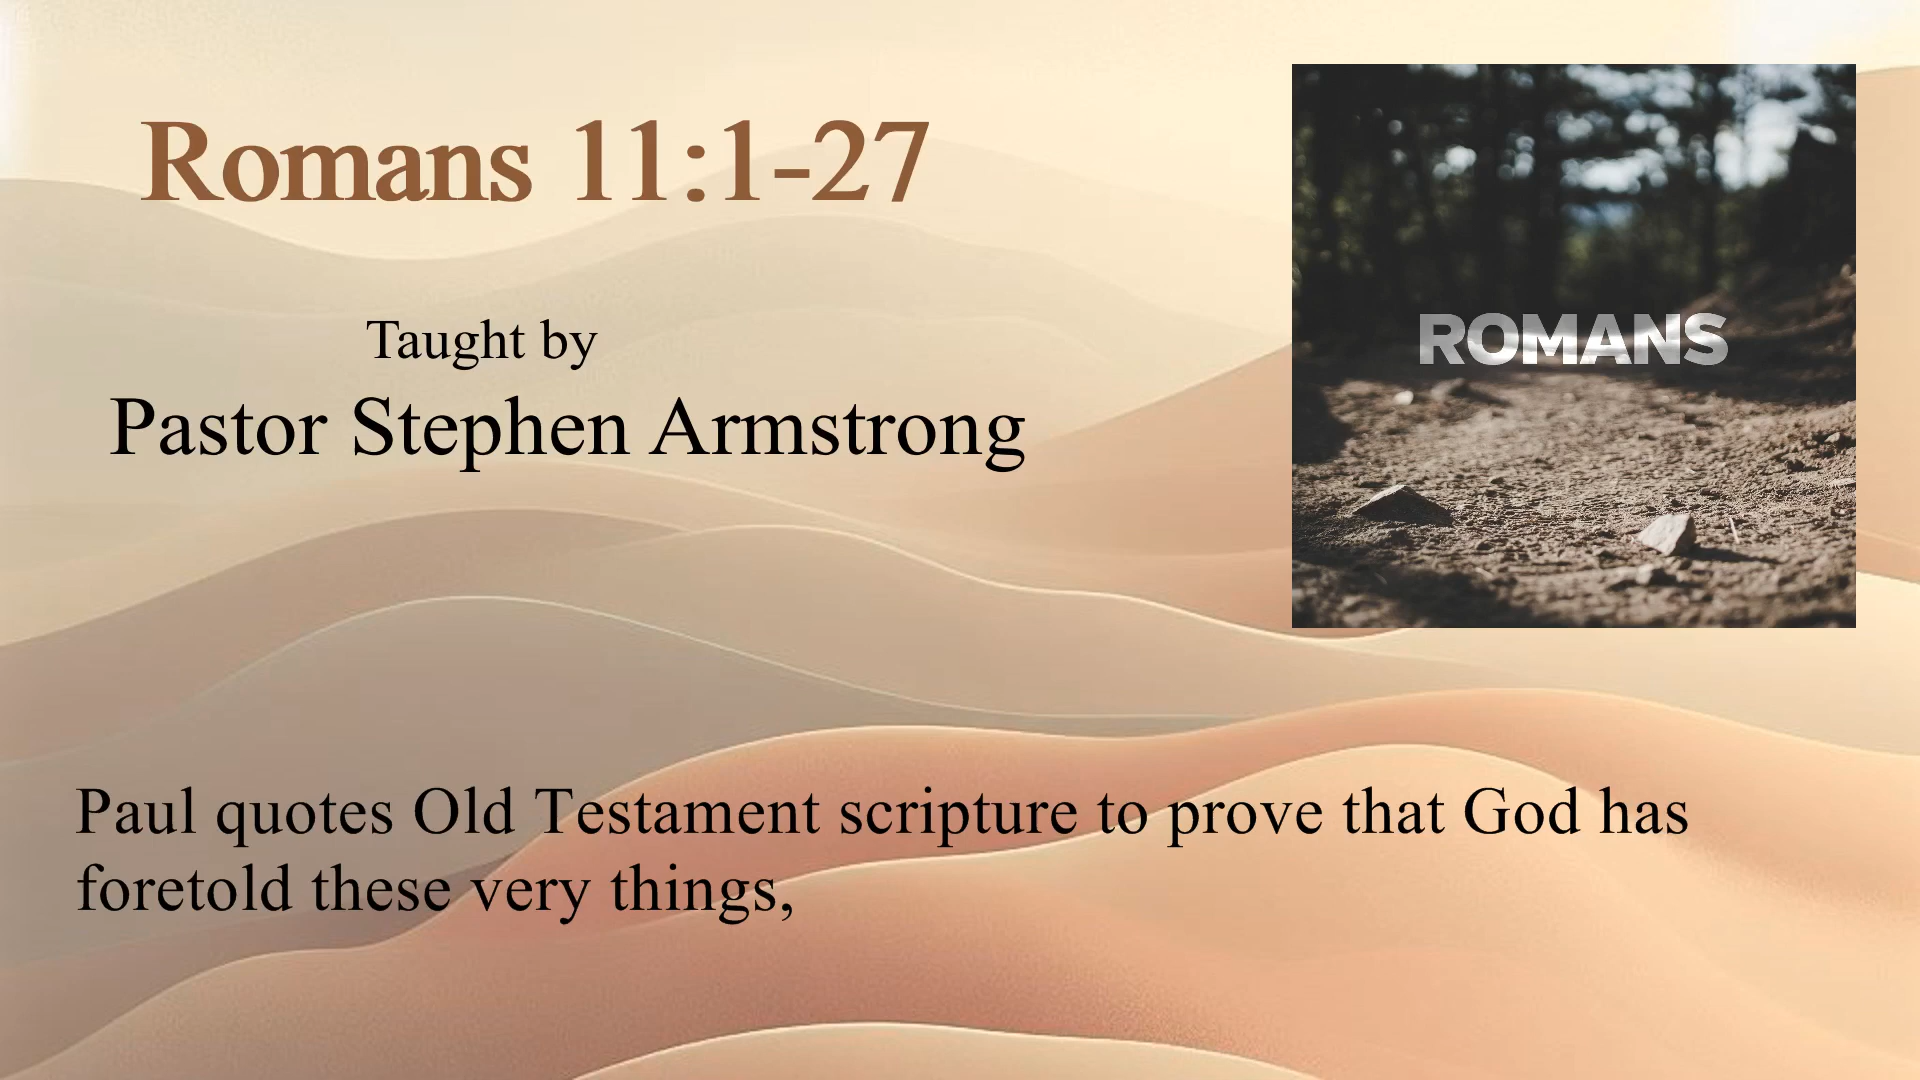 Romans 11:1-27
ROMANS
Taught by
Pastor Stephen Armstrong
Paul quotes Old Testament scripture to prove that God has
foretold these very things,